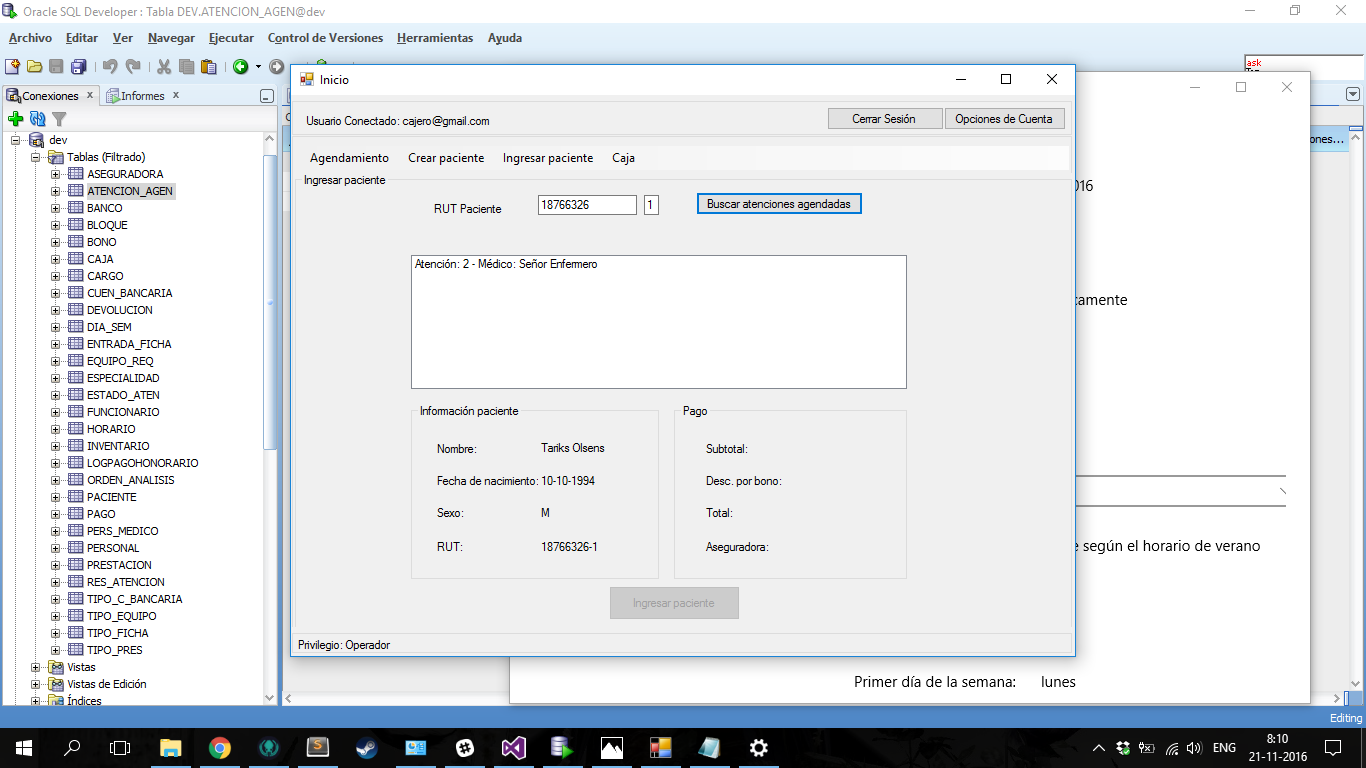 Oracle SQL Developer : Tabla DEV.ATENCION_AGEN@dev
Archivo Editar Ver Navegar Ejecutar Control de Versiones Herramientas Ayuda
ask
Conexiones x Informes x
dev
Tablas (Filtrado)
ASEGURADORA
ATENCION_AGEN
BANCO
BLOQUE
BONO
CAJA
CARGO
CUEN_BANCARIA
DEVOLUCION
DIA_SEM
ENTRADA_FICHA
EQUIPO_REQ
ESPECIALIDAD
ESTADO_ATEN
FUNCIONARIO
HORARIO
INVENTARIO
LOGPAGOHONORARIO
ORDEN_ANALISIS
PACIENTE
PAGO
PERS_MEDICO
PERSONAL
PRESTACION
RES_ATENCION
TIPO_C_BANCARIA
TIPO_EQUIPO
TIPO_FICHA
TIPO_PRES
Vistas
Vistas de Edición
Índices
Inicio
Usuario Conectado: cajero@gmail.com
Cerrar Sesión Opciones de Cuenta
Agendamiento Crear paciente Ingresar paciente Caja
Ingresar paciente
RUT Paciente 18766326 1 Buscar atenciones agendadas
Atención: 2 - Médico: Señor Enfermero
Información paciente
Nombre: Tariks Olsens
Fecha de nacimiento: 10-10-1994
Sexo: M
RUT: 18766326-1
Pago
Subtotal:
Desc. por bono:
Total:
Aseguradora:
Ingresar paciente
Privilegio: Operador
ones...
016
camente
e según el horario de verano
Primer día de la semana: lunes
Editing
ENG
8:10
21-11-2016